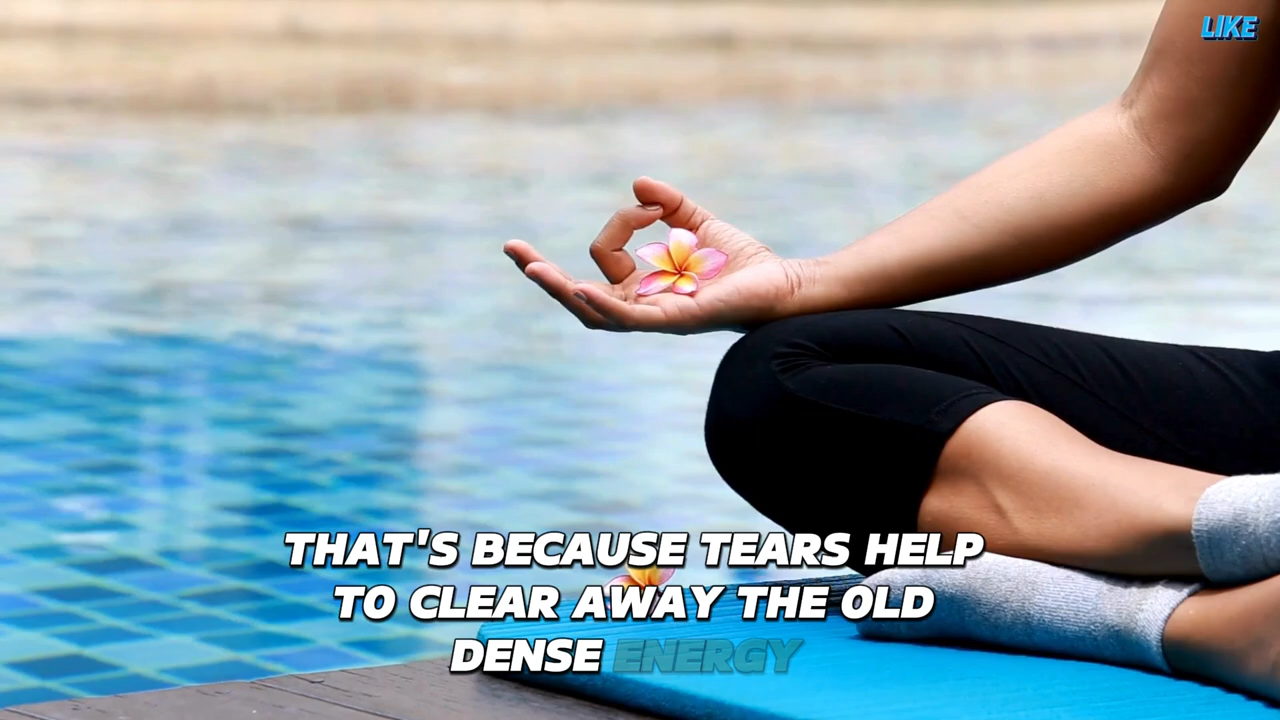 LIKE
THAT'S BECAUSE TEARS HELP
TO CLEAR AWAY THE OLD
DENSE ENERGY